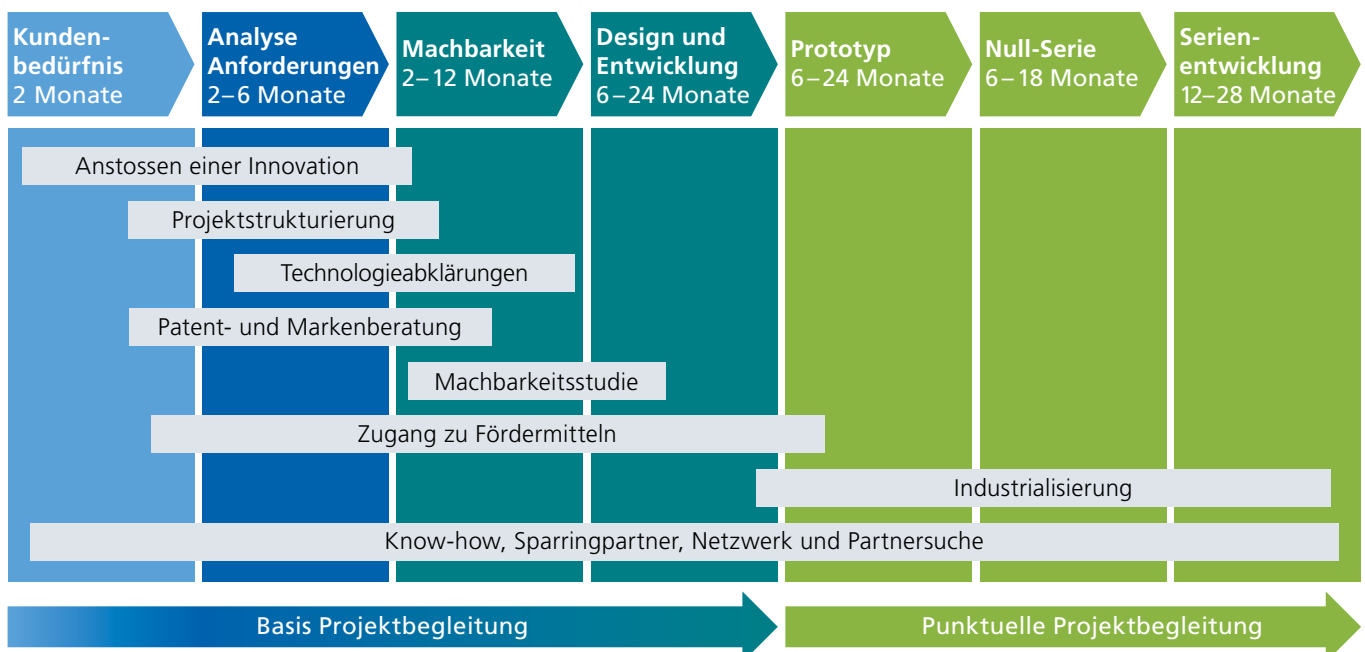 Kunden-
bedürfnis
2 Monate
Analyse
Anforderungen
2–6 Monate
Machbarkeit
2–12 Monate
Design und
Entwicklung
6–24 Monate
Prototyp
6–24 Monate
Null-Serie
6–18 Monate
Serien-
entwicklung
12–28 Monate
Anstossen einer Innovation
Projektstrukturierung
Technologieabklärungen
Patent- und Markenberatung
Machbarkeitsstudie
Zugang zu Fördermitteln
Industrialisierung
Know-how, Sparringpartner, Netzwerk und Partnersuche
Basis Projektbegleitung
Punktuelle Projektbegleitung